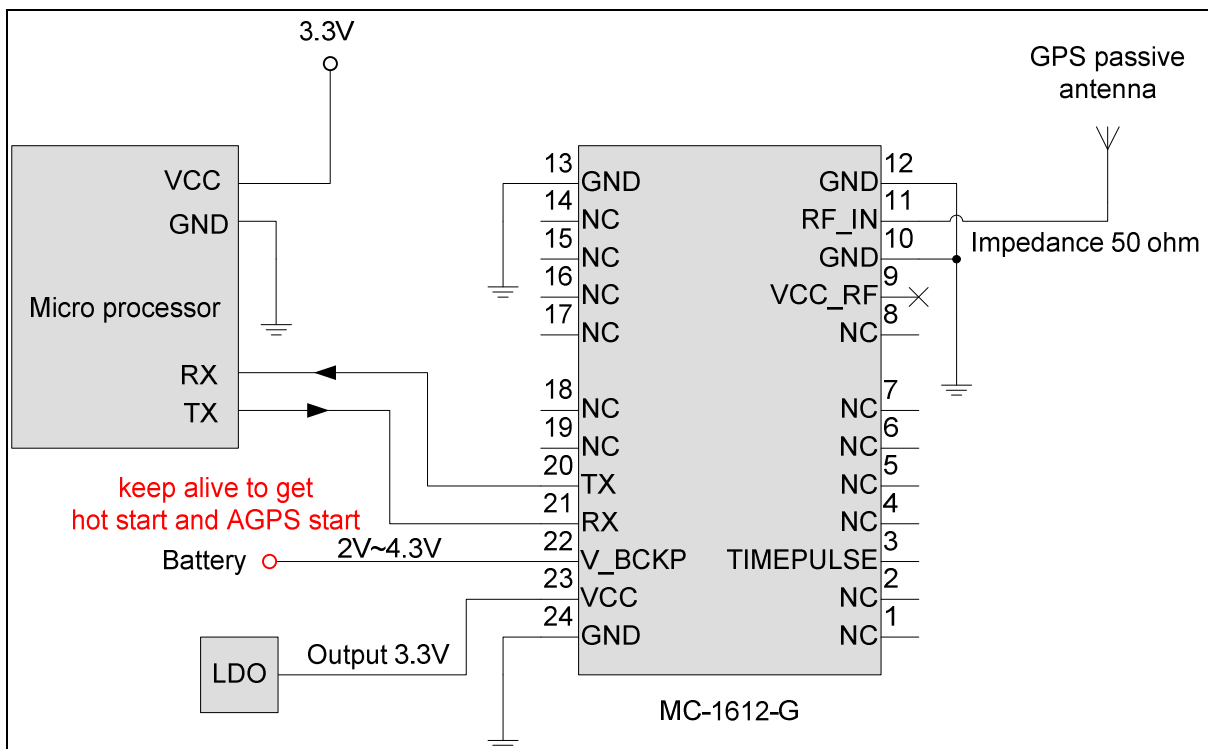 3.3V
GPS passive
antenna
VCC
GND
Micro processor
RX
TX
13
GND
14
NC
15
NC
16
NC
17
NC
18
NC
19
NC
20
TX
21
RX
22
V_BCKP
23
VCC
24
GND
12
GND
11
RF_IN
10
GND
9
VCC_RF
8
NC
7
NC
6
NC
5
NC
4
NC
3
TIMEPULSE
2
NC
1
NC
Impedance 50 ohm
keep alive to get
hot start and AGPS start
Battery
2V~4.3V
LDO
Output 3.3V
MC-1612-G